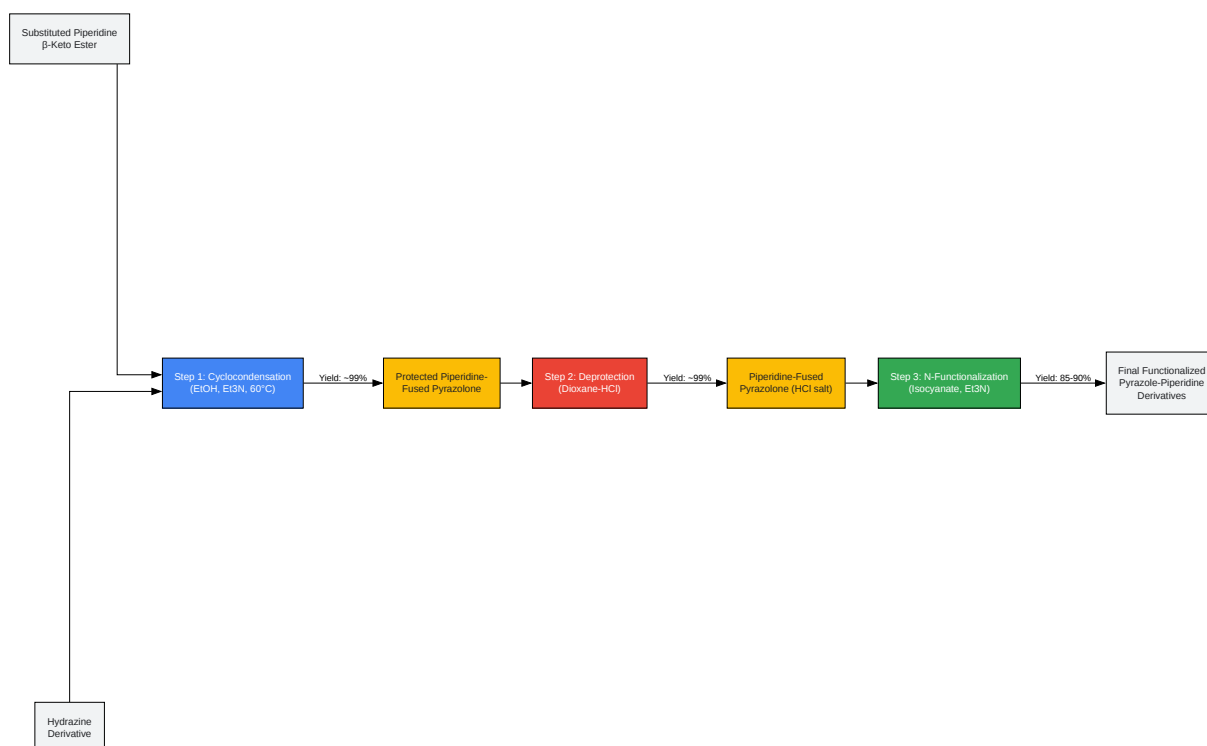 Substituted Piperidine
β-Keto Ester
Step 1: Cyclocondensation
(EtOH, Et3N, 60°C)
Yield: ~99%
Protected Piperidine-
Fused Pyrazolone
Step 2: Deprotection
(Dioxane-HCl)
Yield: ~99%
Piperidine-Fused
Pyrazolone (HCl salt)
Step 3: N-Functionalization
(Isocyanate, Et3N)
Yield: 85-90%
Final Functionalized
Pyrazole-Piperidine
Derivatives
Hydrazine
Derivative